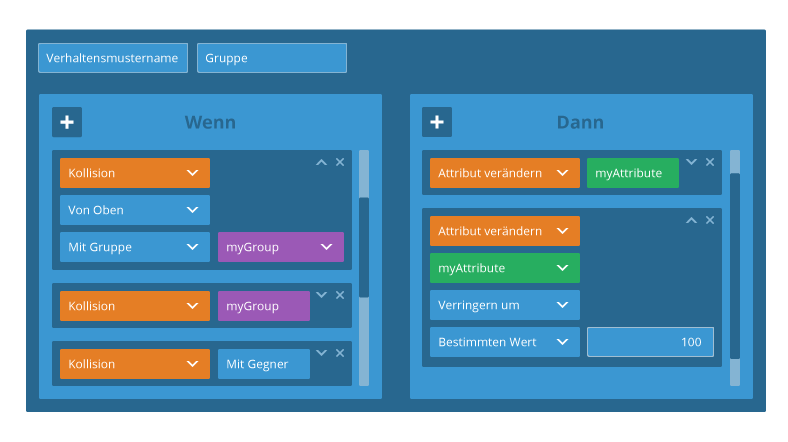 Verhaltensmustername
Gruppe
+
Wenn
Kollision
Von Oben
Mit Gruppe
myGroup
Kollision
myGroup
Kollision
Mit Gegner
+
Dann
Attribut verändern
myAttribute
Attribut verändern
myAttribute
Verringern um
Bestimmten Wert
100